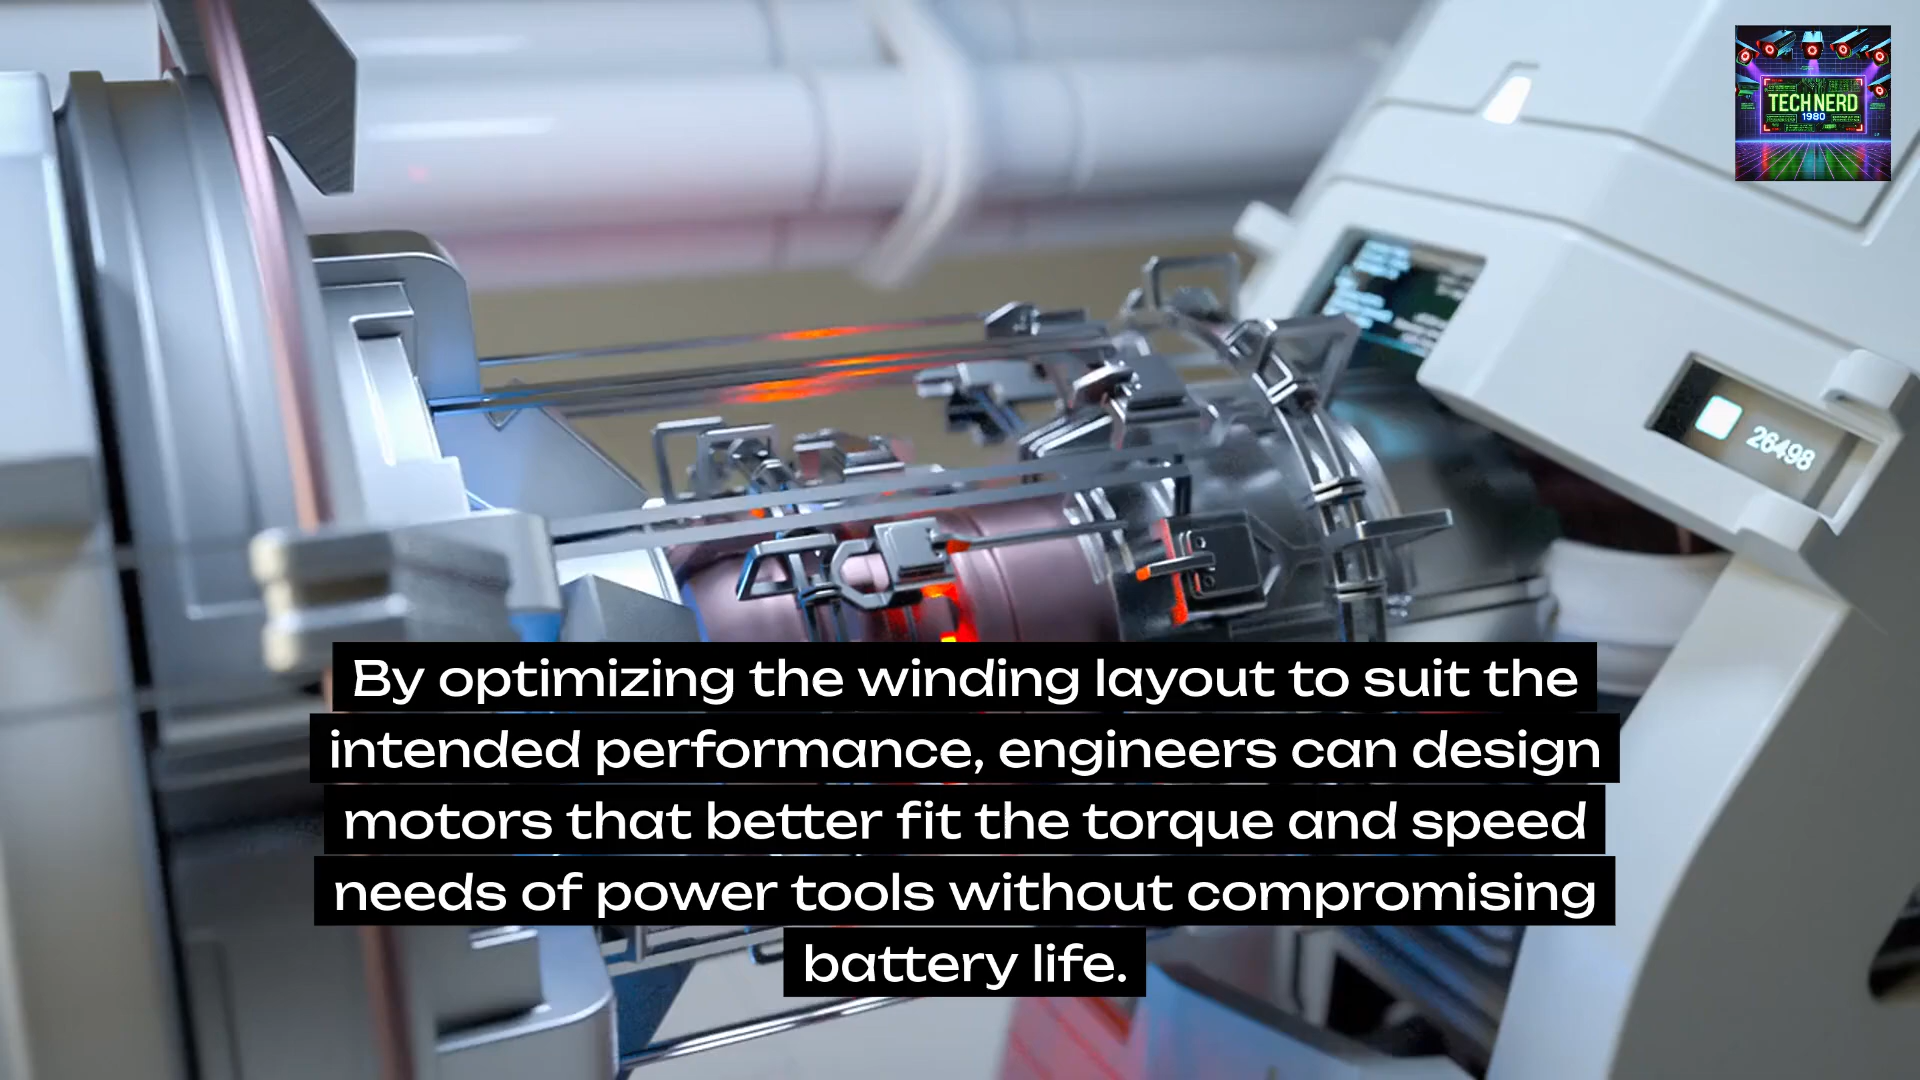 TECH NERD
1980
26498
By optimizing the winding layout to suit the
intended performance, engineers can design
motors that better fit the torque and speed
needs of power tools without compromising
battery life.